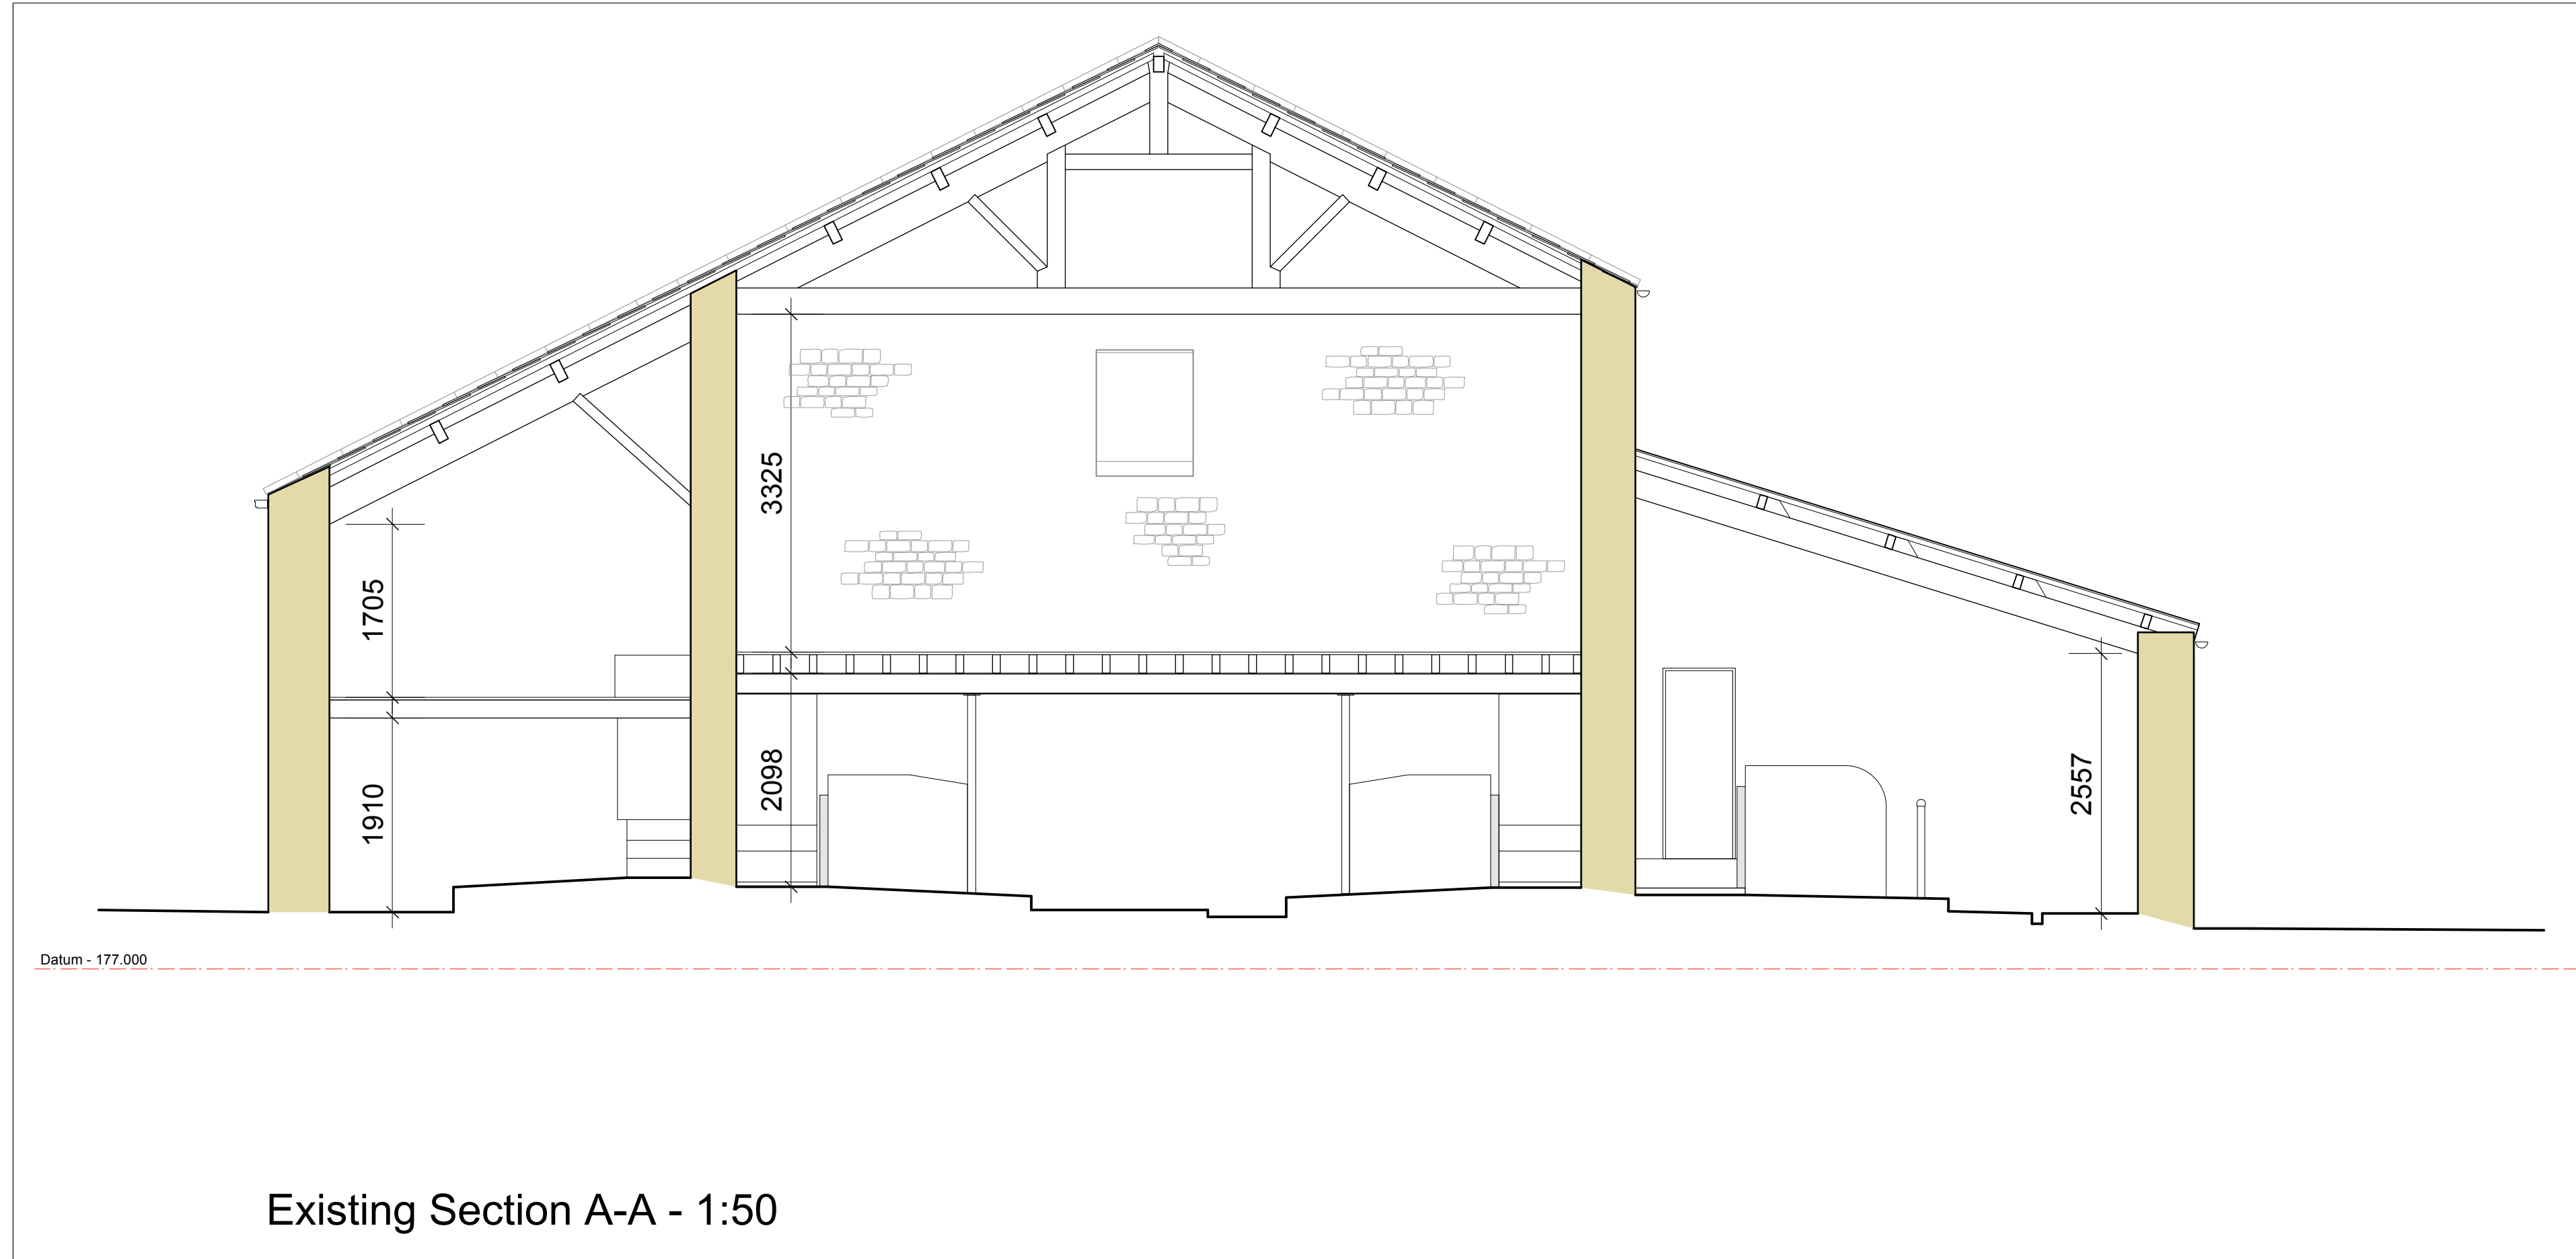 3325
1705
1910
2098
2557
Datum - 177.000
Existing Section A-A - 1:50